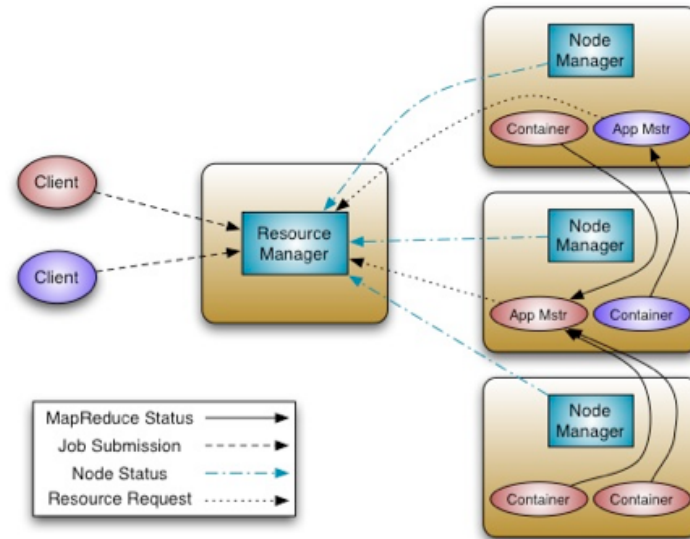 Node
Manager
Container
App Mstr
Client
Resource
Manager
Client
Node
Manager
App Mstr
Container
MapReduce Status
Job Submission
Node Status
Resource Request
Node
Manager
Container
Container